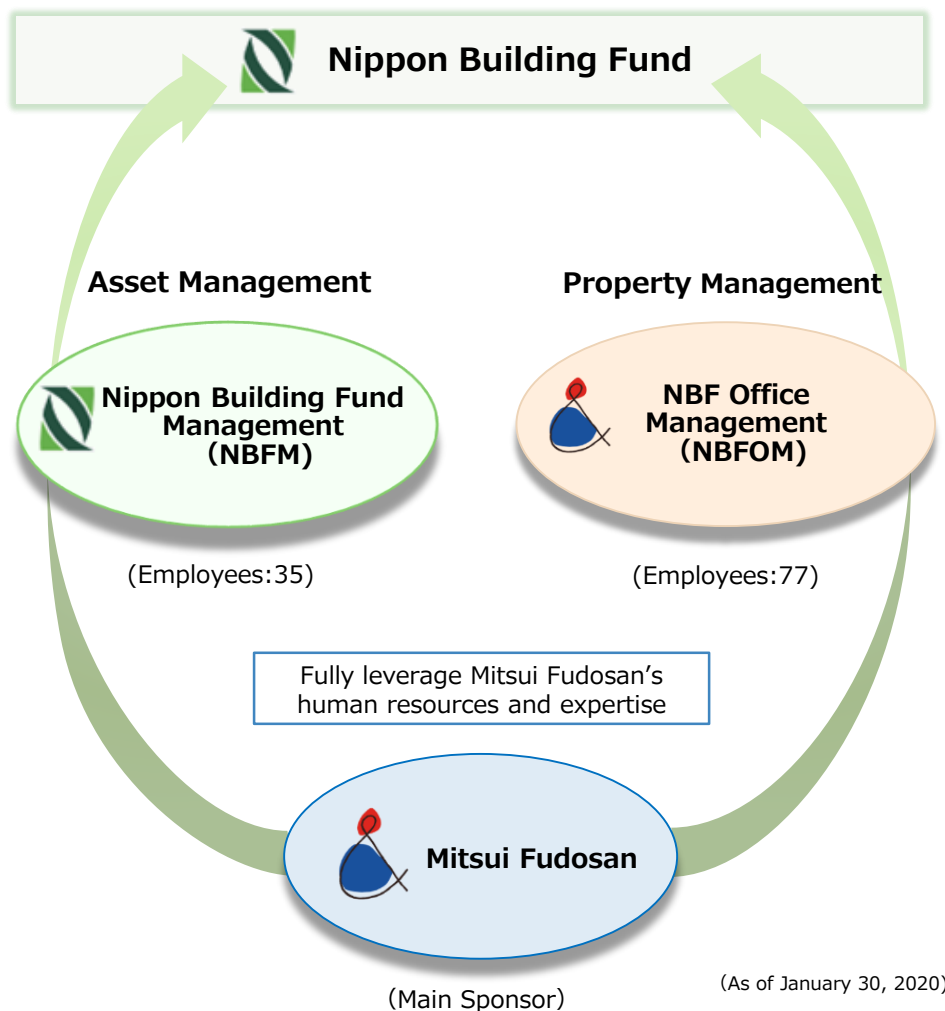 Nippon Building Fund
Asset Management
Property Management
Nippon Building Fund
Management
(NBFM)
NBF Office
Management
(NBFOM)
(Employees:35)
(Employees:77)
Fully leverage Mitsui Fudosan’s
human resources and expertise
Mitsui Fudosan
(Main Sponsor)
(As of January 30, 2020)